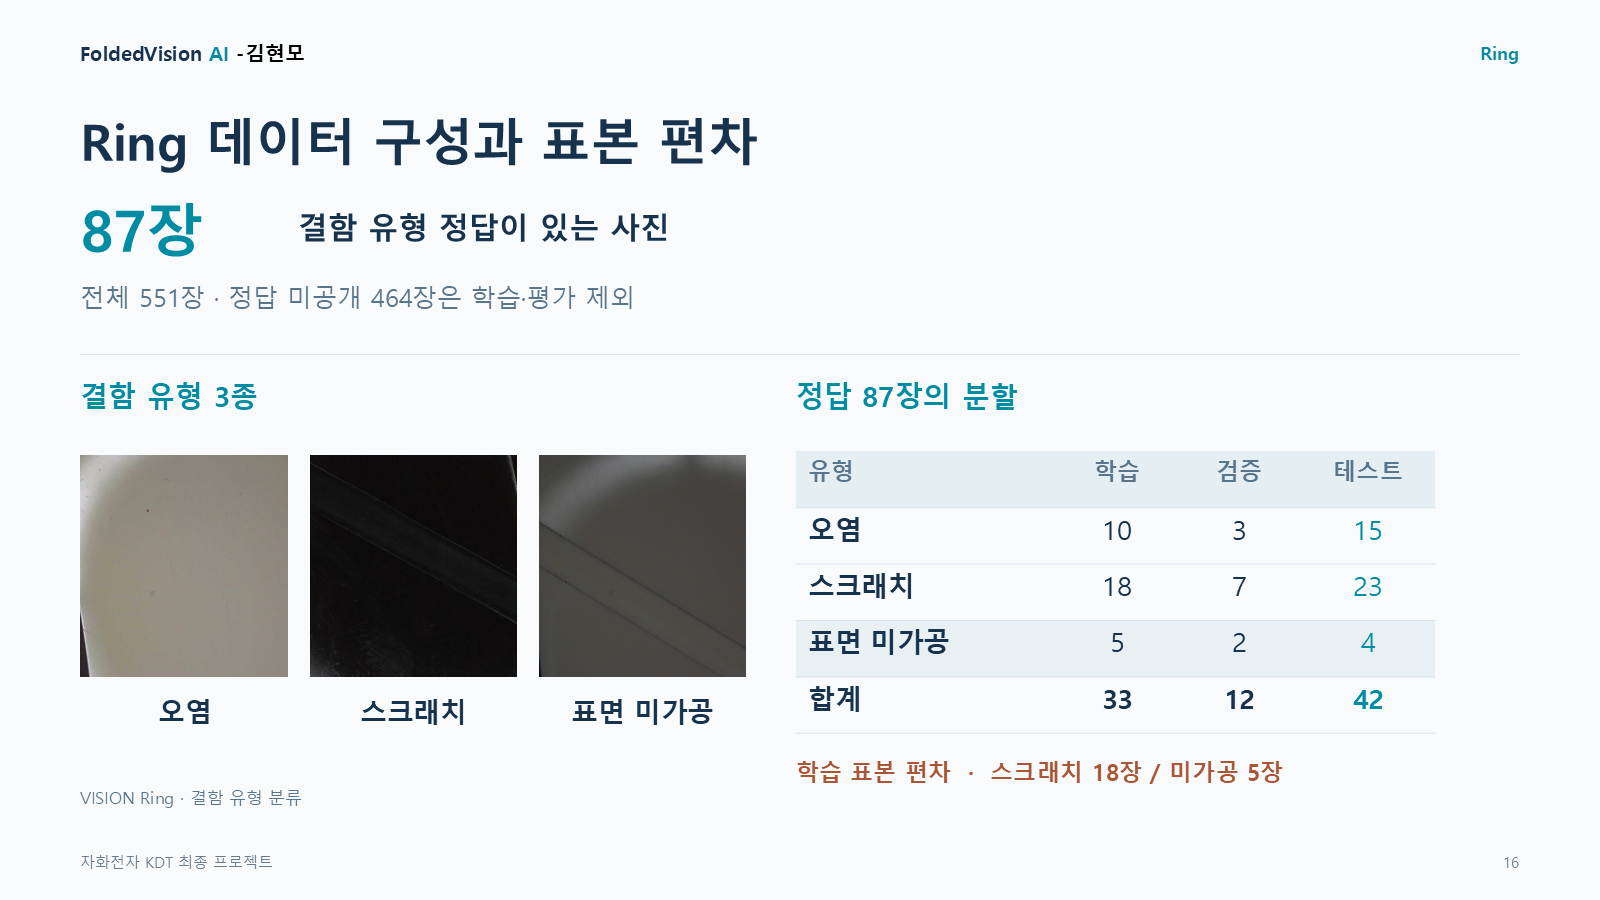 FoldedVision AI -김현모
Ring
Ring 데이터 구성과 표본 편차
87장
결함 유형 정답이 있는 사진
전체 551장 · 정답 미공개 464장은 학습·평가 제외
결함 유형 3종
오염
스크래치
표면 미가공
VISION Ring · 결함 유형 분류
정답 87장의 분할
유형 학습 검증 테스트
오염 10 3 15
스크래치 18 7 23
표면 미가공 5 2 4
합계 33 12 42
학습 표본 편차 · 스크래치 18장 / 미가공 5장
자화전자 KDT 최종 프로젝트
16